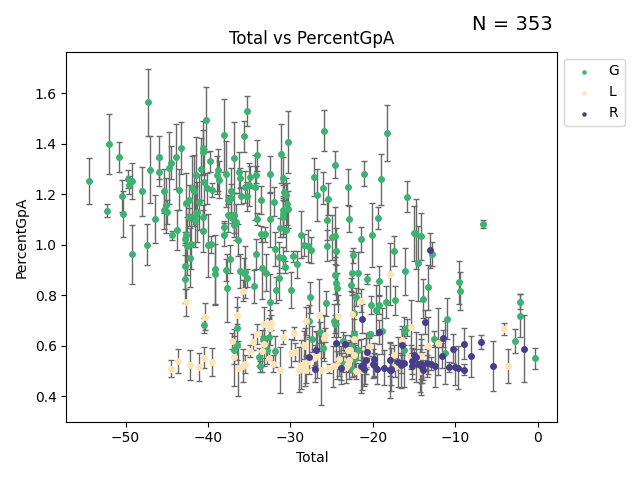 N = 353
Total vs PercentGpA
G
L
R
PercentGpA
1.6
1.4
1.2
1.0
0.8
0.6
0.4
−50
−40
−30
−20
−10
0
Total